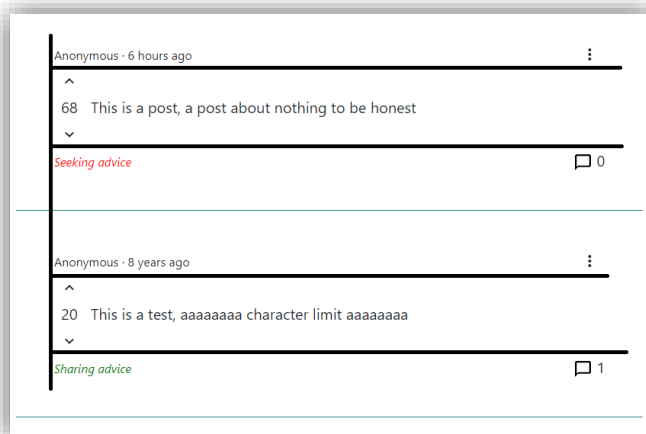 Anonymous · 6 hours ago
68 This is a post, a post about nothing to be honest
Seeking advice 0
Anonymous · 8 years ago
20 This is a test, aaaaaaaa character limit aaaaaaaa
Sharing advice 1